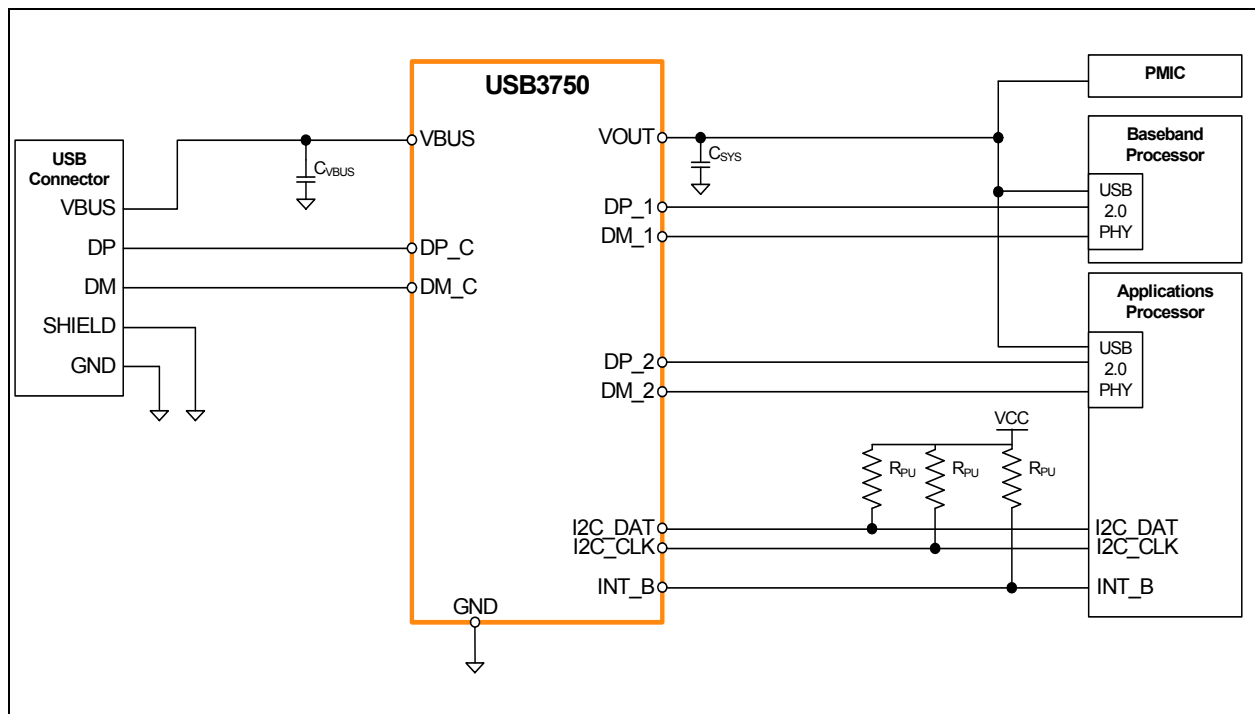 USB3750
USB
Connector
VBUS
DP
DM
SHIELD
GND
CVBUS
VBUS
DP_C
DM_C
GND
VOUT
DP_1
DM_1
DP_2
DM_2
I2C_DAT
I2C_CLK
INT_B
CSYS
VCC
RPU
RPU
RPU
PMIC
Baseband
Processor
USB
2.0
PHY
Applications
Processor
USB
2.0
PHY
I2C_DAT
I2C_CLK
INT_B